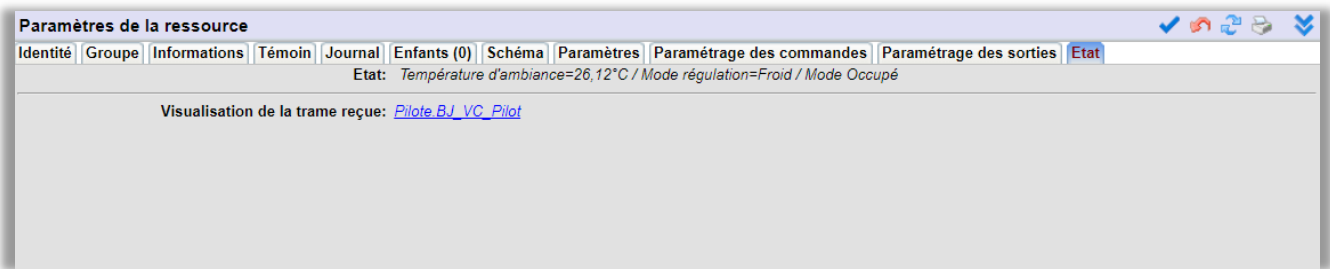 Paramètres de la ressource
Identité Groupe Informations Témoin Journal Enfants (0) Schéma Paramètres Paramétrage des commandes Paramétrage des sorties Etat
Etat: Température d'ambiance=26,12°C / Mode régulation=Froid / Mode Occupé
Visualisation de la trame reçue: Pilote.BJ_VC_Pilot